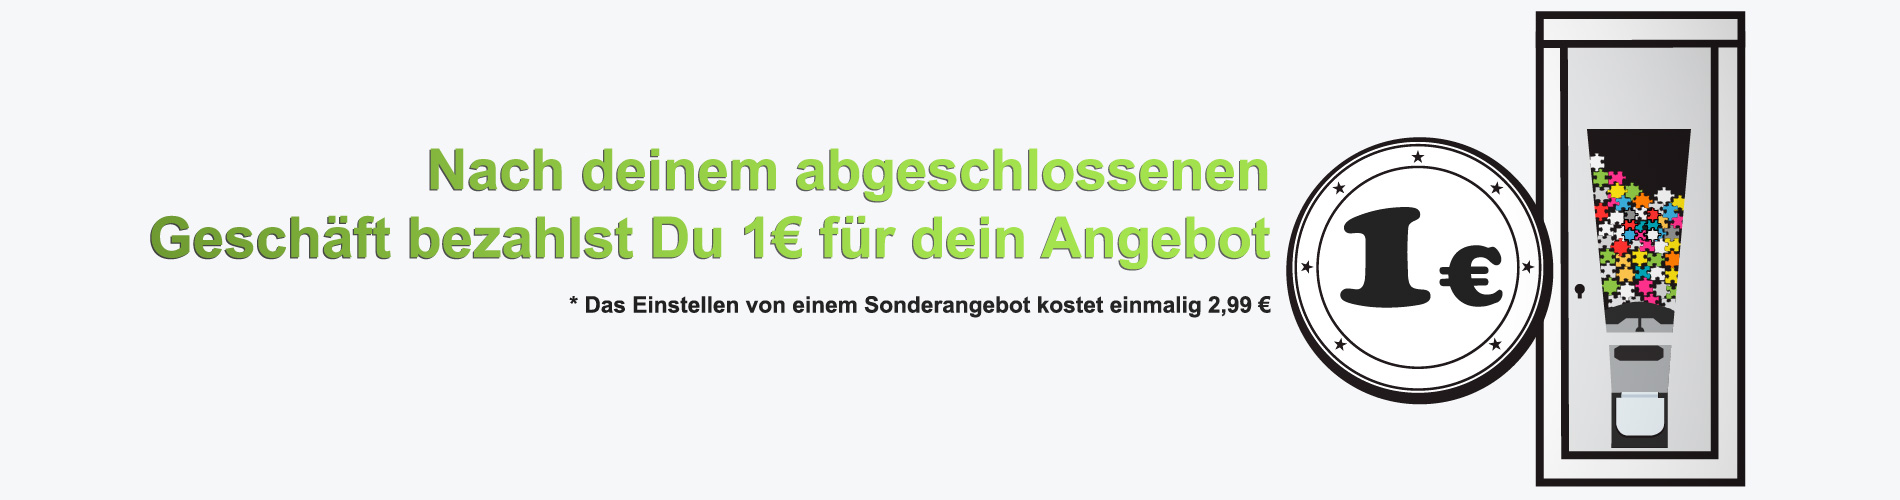 Nach deinem abgeschlossenen
Geschäft bezahlst Du 1€ für dein Angebot
* Das Einstellen von einem Sonderangebot kostet einmalig 2,99 €
1€